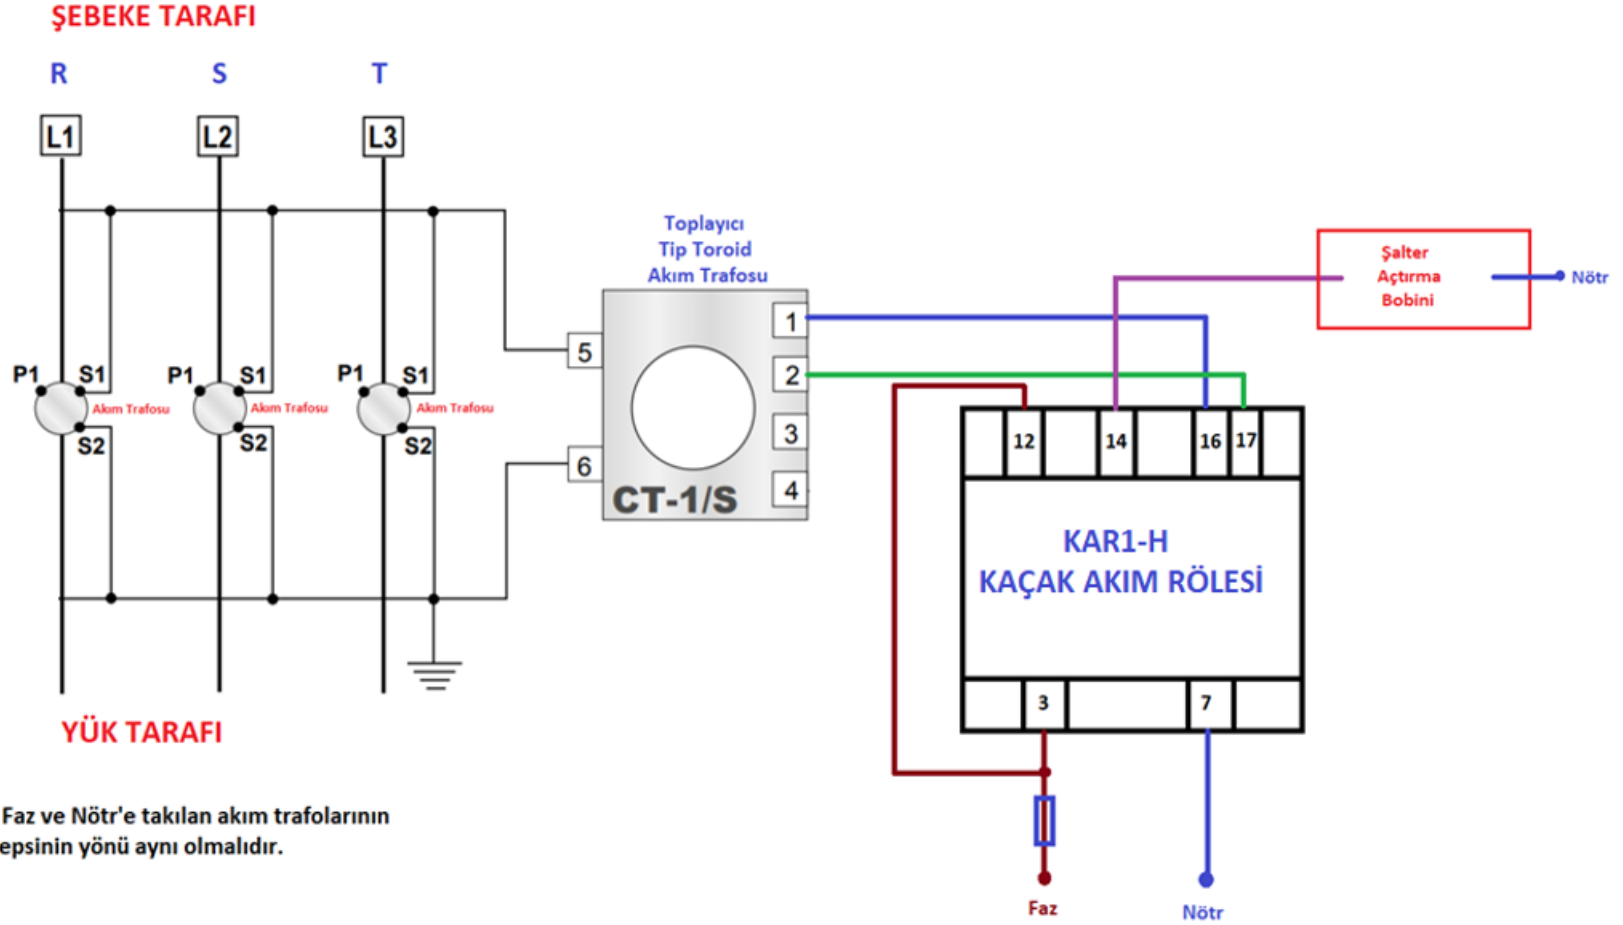 ŞEBEKE TARAFI
R S T
L1 L2 L3
P1 S1 Akım Trafosu S2
P1 S1 Akım Trafosu S2
P1 S1 Akım Trafosu S2
YÜK TARAFI
Faz ve Nötr'e takılan akım trafolarının
epsinin yönü aynı olmalıdır.
Toplayıcı
Tip Toroid
Akım Trafosu
5
6
1
2
3
4
CT-1/S
Şalter
Açtırma
Bobini
Nötr
12 14 16 17
KAR1-H
KAÇAK AKIM RÖLESİ
3 7
Faz
Nötr